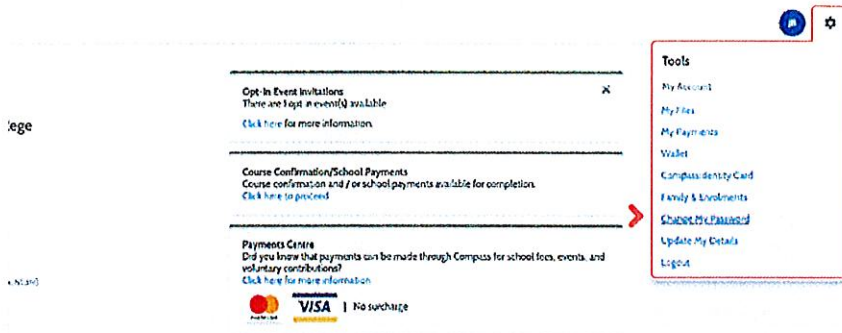 Tools
My Account
My Files
My Payments
Wallet
Compass Identity Card
Family & Enrolments
Change My Password
Update My Details
Logout
lege
Opt-In Event Invitations
There are 1 opt in event(s) available
Click here for more information.
Course Confirmation/School Payments
Course confirmation and / or school payments available for completion.
Click here to proceed
Payments Centre
Did you know that payments can be made through Compass for school fees, events, and
voluntary contributions?
Click here for more information
VISA | No surcharge